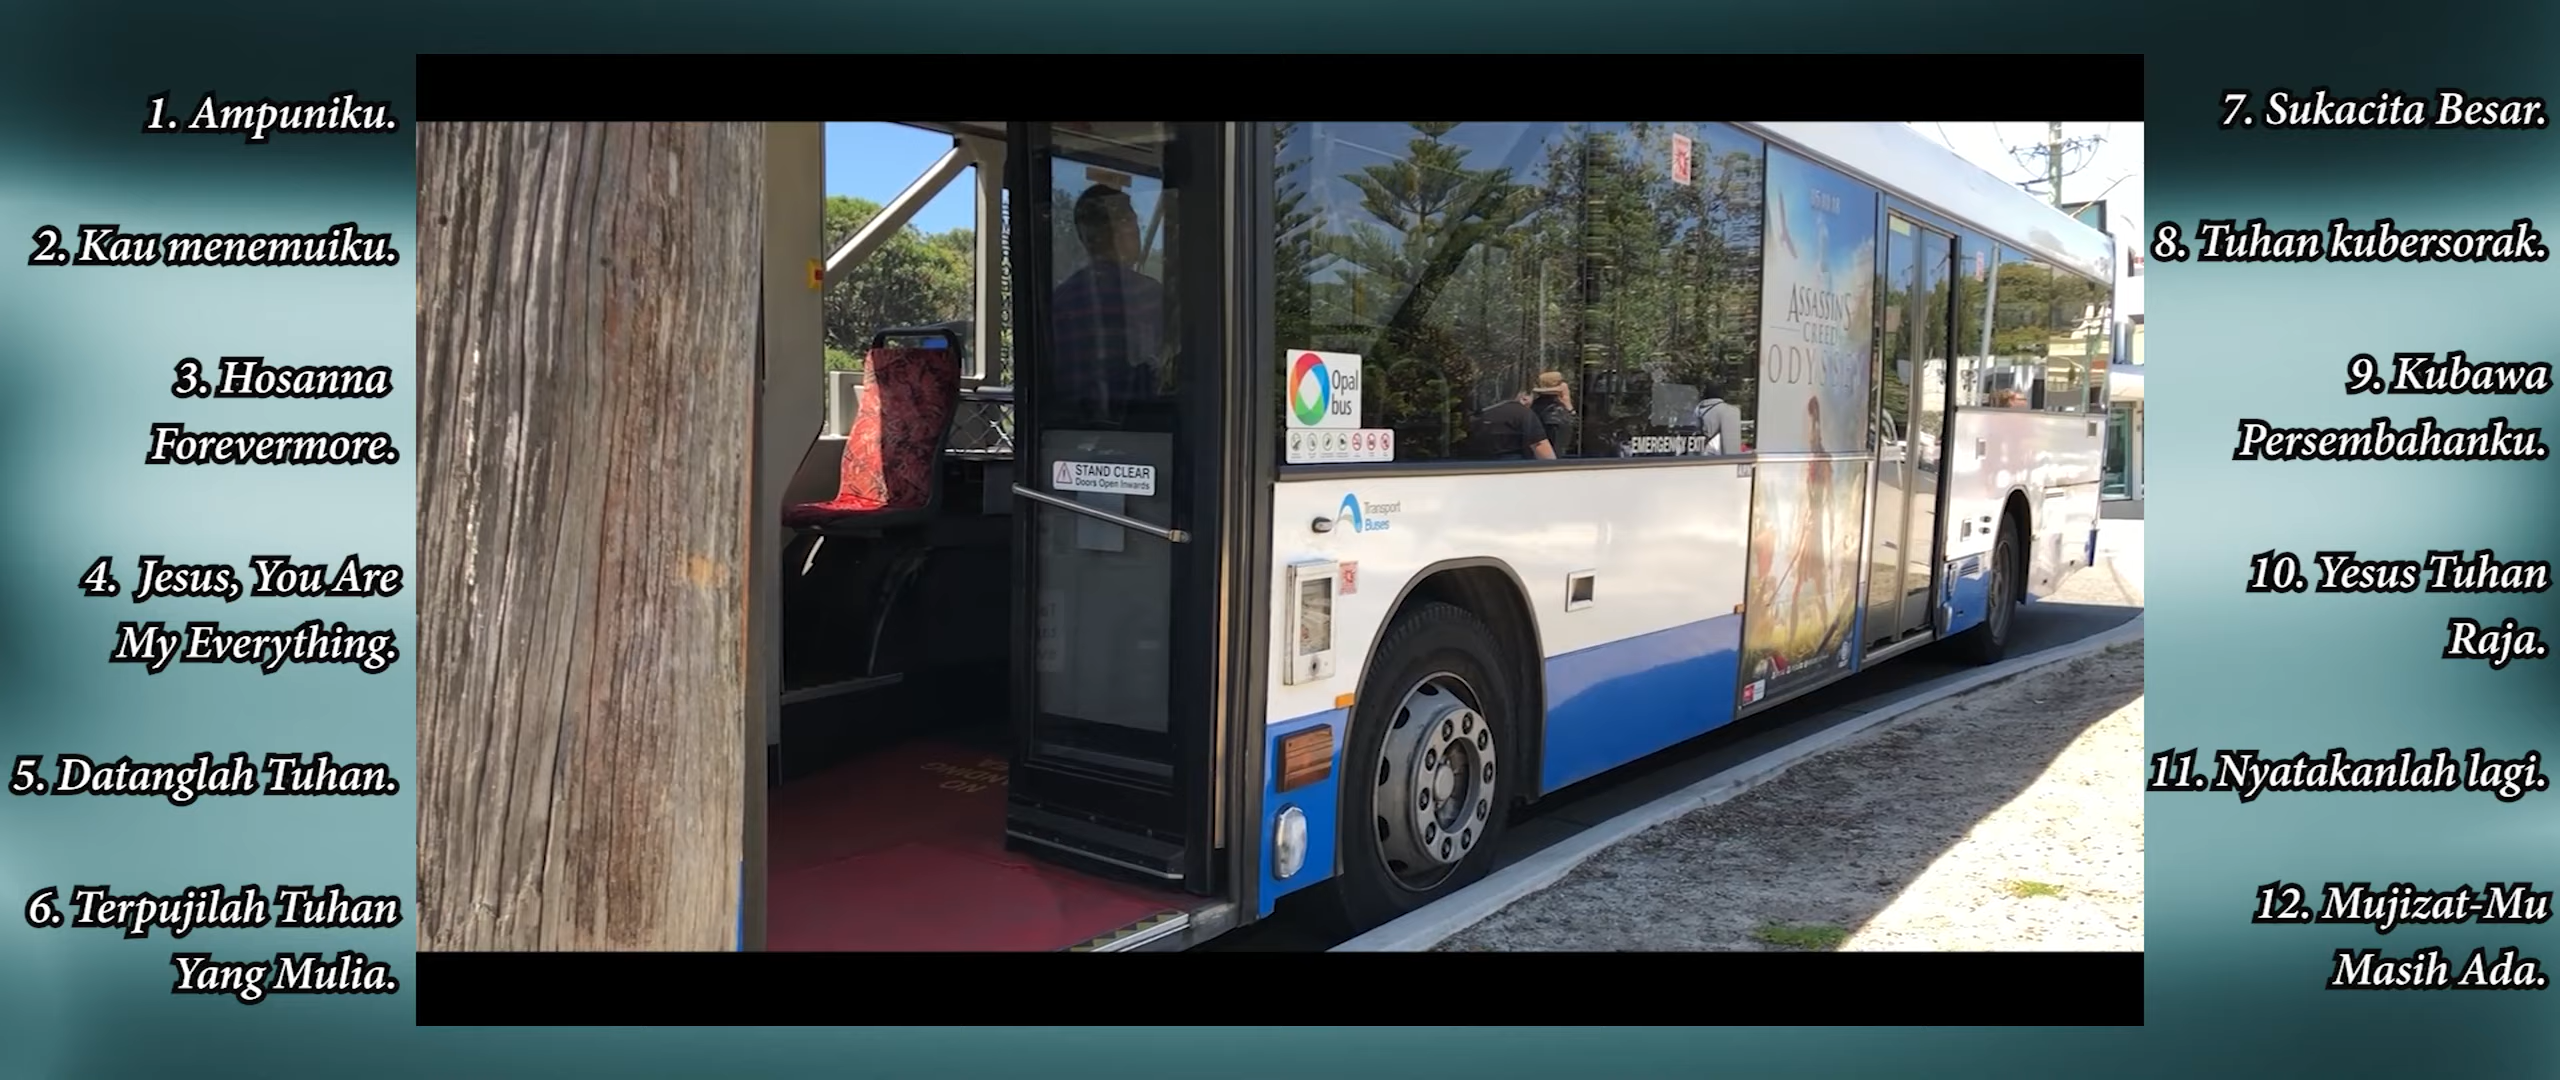 1. Ampuniku.
2. Kau menemuiku.
3. Hosanna
Forevermore.
4. Jesus, You Are
My Everything.
5. Datanglah Tuhan.
6. Terpujilah Tuhan
Yang Mulia.
Opal
bus
EMERGENCY EXIT
STAND CLEAR
Doors Open Inwards
Transport
Buses
ASSASSIN'S
CREED
NO
7. Sukacita Besar.
8. Tuhan kubersorak.
9. Kubawa
Persembahanku.
10. Yesus Tuhan
Raja.
11. Nyatakanlah lagi.
12. Mujizat-Mu
Masih Ada.